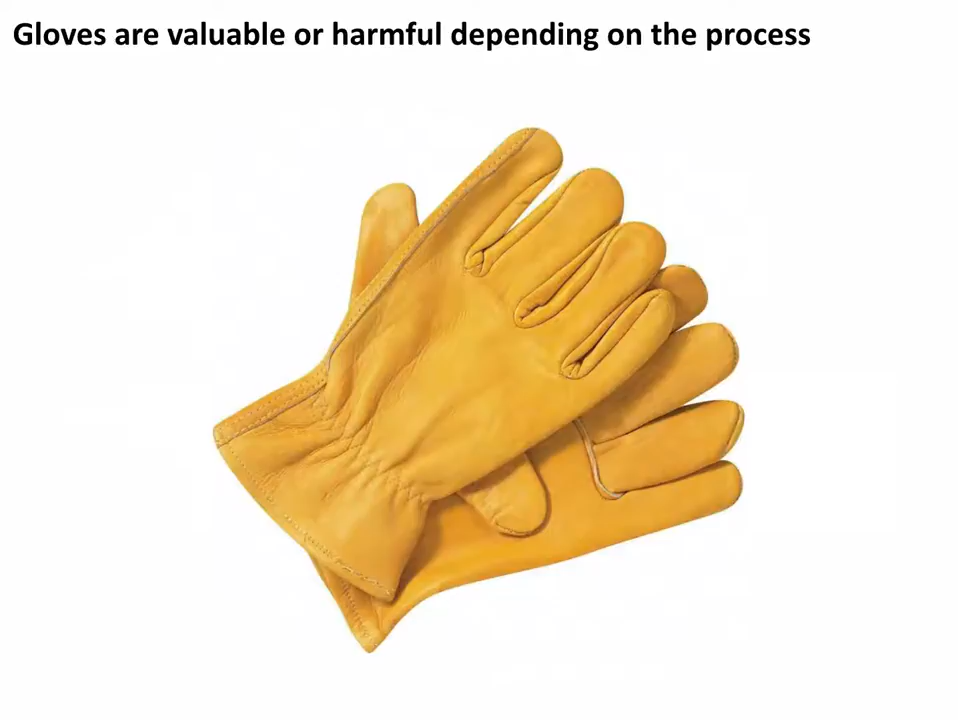 Gloves are valuable or harmful depending on the process